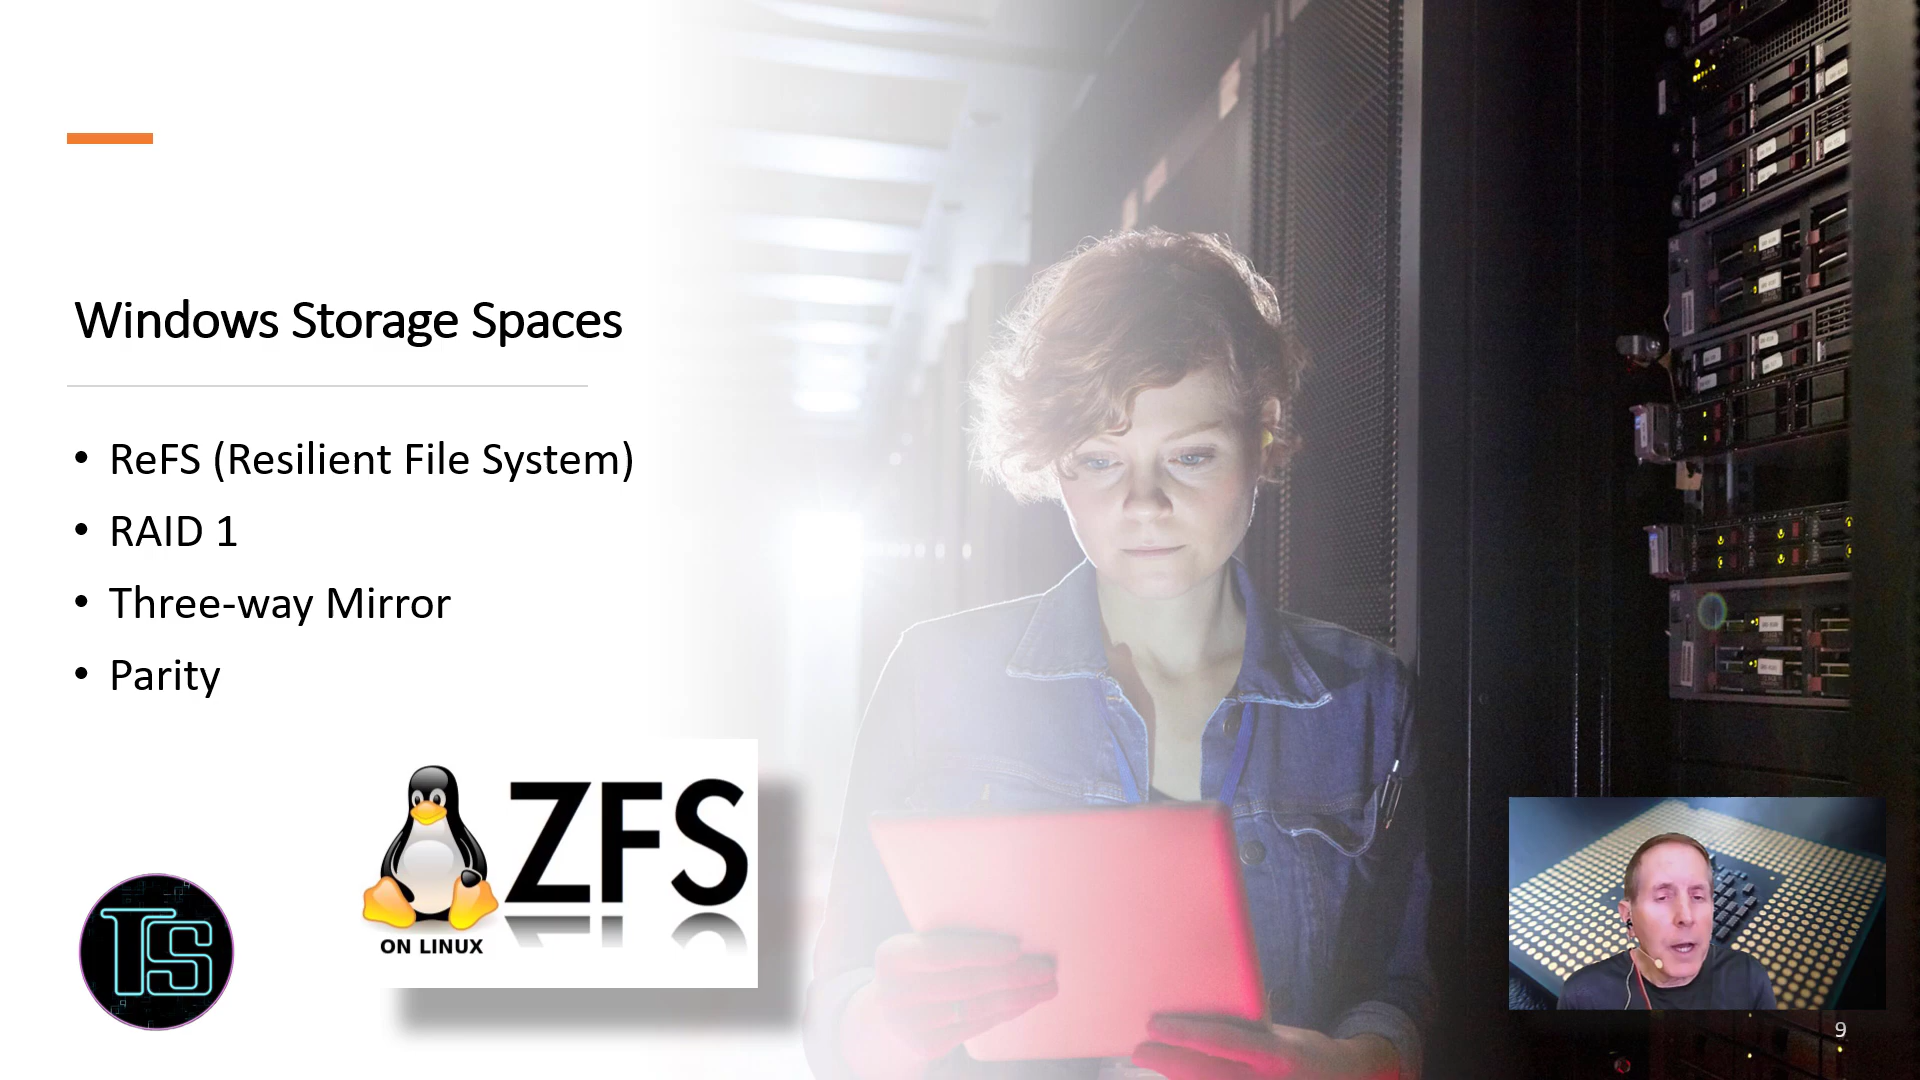 Windows Storage Spaces
• ReFS (Resilient File System)
• RAID 1
• Three-way Mirror
• Parity
ZFS
ON LINUX
TS
9